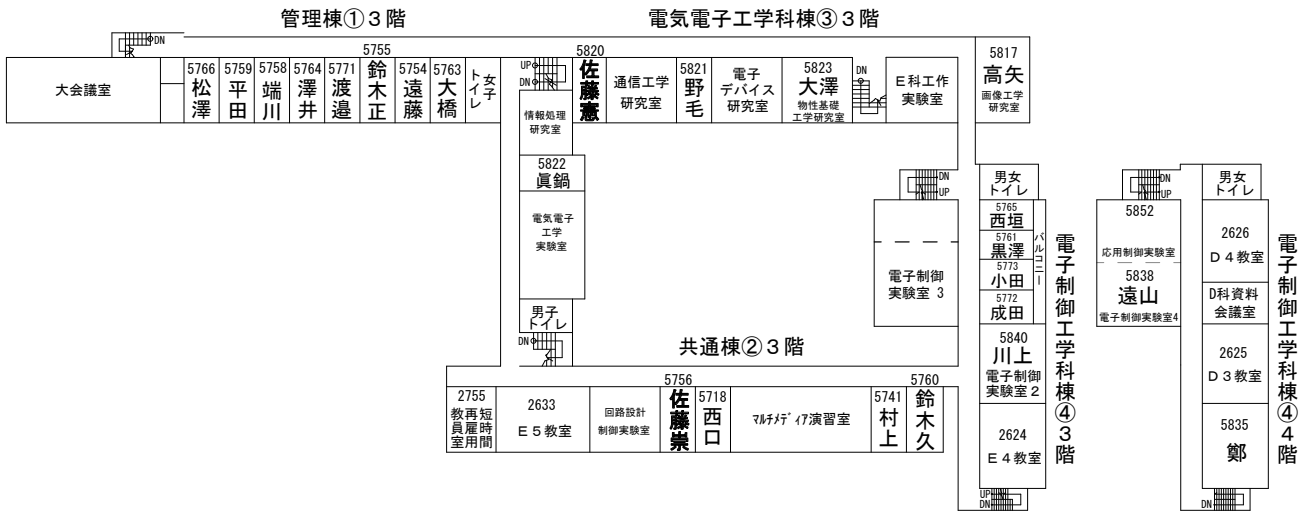 管理棟①3階
電気電子工学科棟③3階
DN
大会議室
5766
松澤
5759
平田
5758
端川
5764
澤井
5771
渡邉
5755
鈴木正
5754
遠藤
5763
大橋
女子
トイレ
UP
DN
5820
佐藤憲
通信工学
研究室
5821
野毛
電子
デバイス
研究室
5823
大澤
物性基礎
工学研究室
DN
E科工作
実験室
5817
高矢
画像工学
研究室
情報処理
研究室
5822
眞鍋
電気電子
工学
実験室
男子
トイレ
DN
DN
UP
電子制御
実験室 3
男女
トイレ
5765
西垣
5761
黒澤
5773
小田
5772
成田
バルコニー
5840
川上
電子制御
実験室2
2624
E4教室
UP
DN
電子制御工学科棟④3階
共通棟②3階
2755
短時間
再雇用
教員室
2633
E5教室
回路設計
制御実験室
5756
佐藤崇
5718
西口
マルチメディア演習室
5741
村上
5760
鈴木久
DN
UP
5852
応用制御実験室
5838
遠山
電子制御実験室4
男女
トイレ
2626
D4教室
D科資料
会議室
2625
D3教室
5835
鄭
DN
電子制御工学科棟④4階